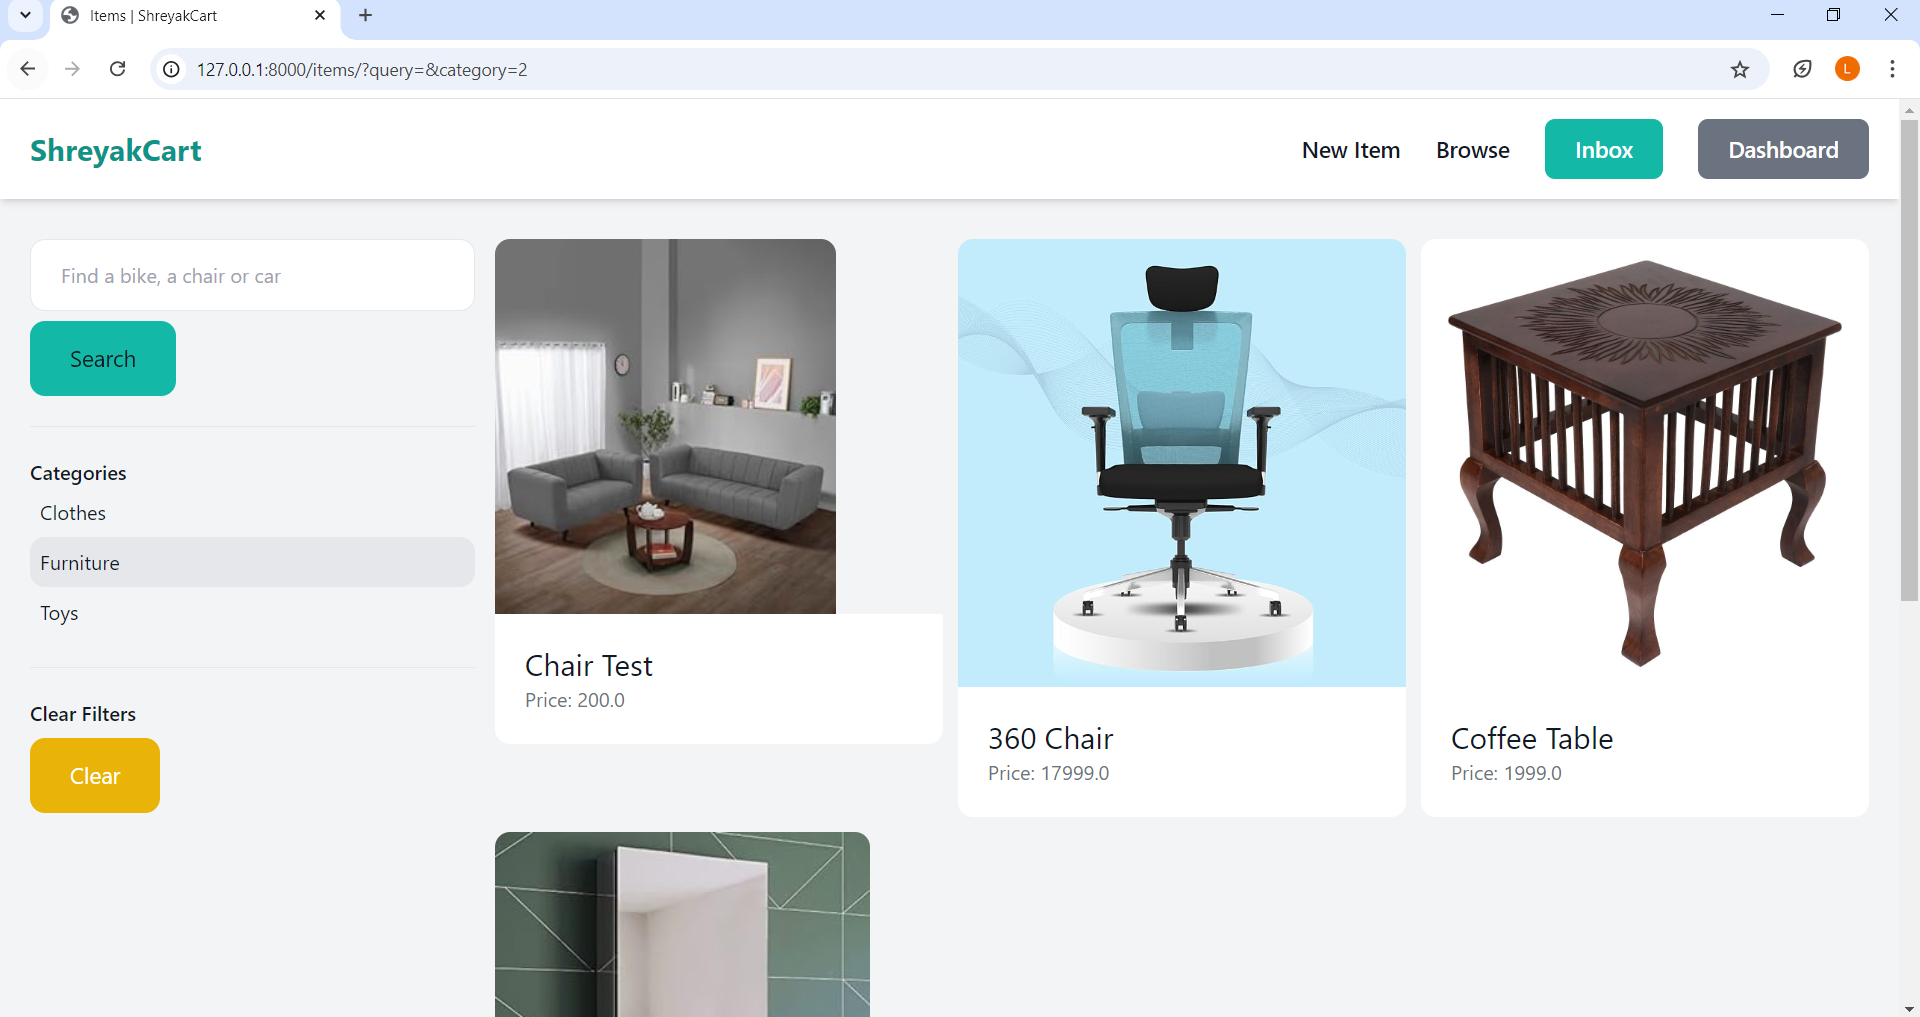 Items | ShreyakCart
127.0.0.1:8000/items/?query=&category=2
L
ShreyakCart
New Item
Browse
Inbox
Dashboard
Find a bike, a chair or car
Search
Categories
Clothes
Furniture
Toys
Clear Filters
Clear
Chair Test
Price: 200.0
360 Chair
Price: 17999.0
Coffee Table
Price: 1999.0